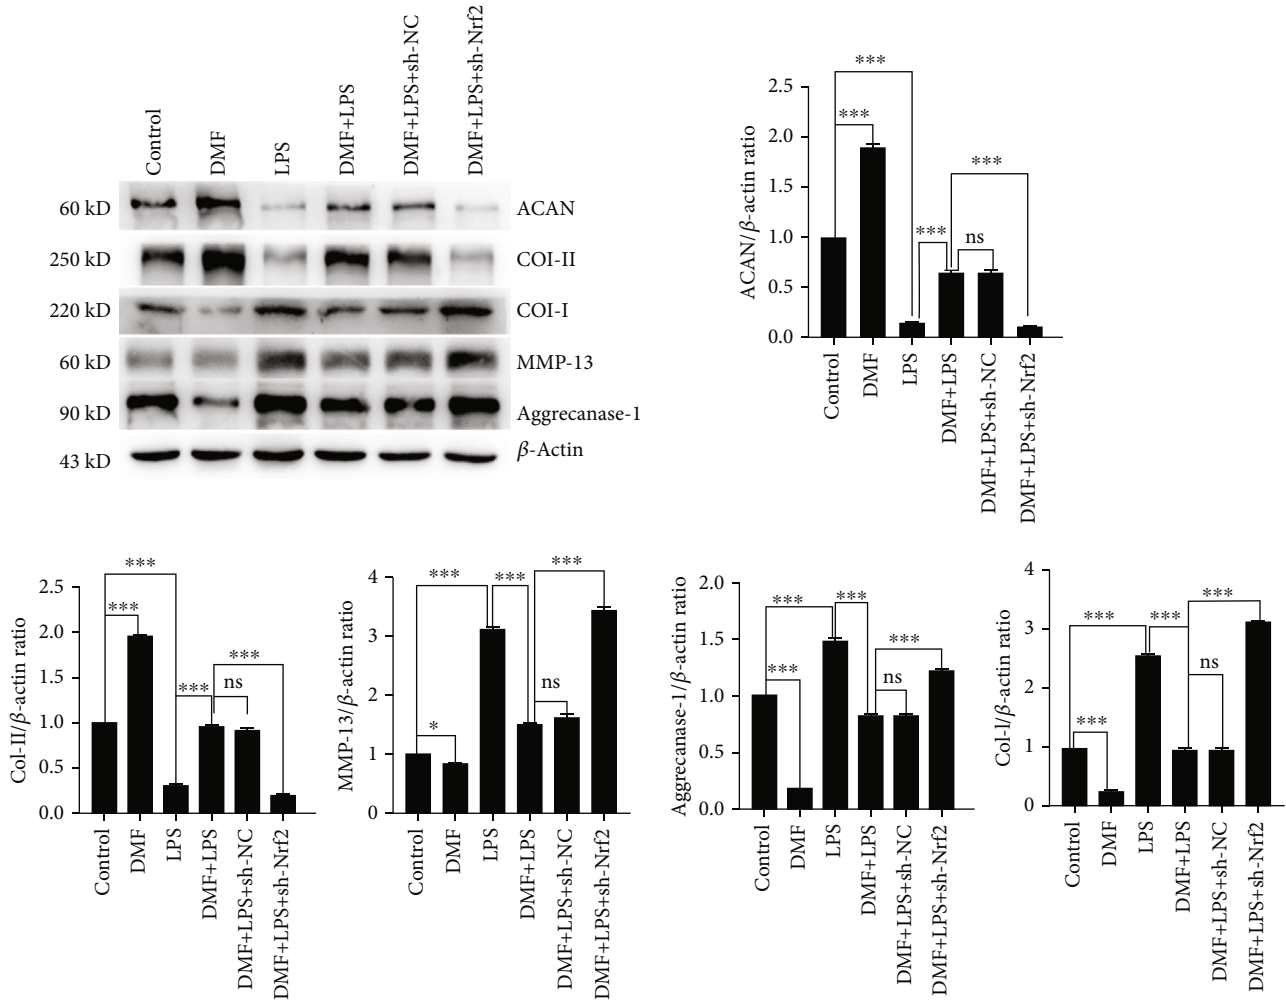 Control
DMF
LPS
DMF+LPS
DMF+LPS+sh-NC
DMF+LPS+sh-Nrf2
60 kD
ACAN
250 kD
COI-II
220 kD
COI-I
60 kD
MMP-13
90 kD
Aggrecanase-1
43 kD
β-Actin
ACAN/β-actin ratio
2.5
2.0
1.5
1.0
0.5
0.0
***
***
***
***
ns
Control
DMF
LPS
DMF+LPS
DMF+LPS+sh-NC
DMF+LPS+sh-Nrf2
Col-II/β-actin ratio
2.5
2.0
1.5
1.0
0.5
0.0
***
***
***
***
ns
Control
DMF
LPS
DMF+LPS
DMF+LPS+sh-NC
DMF+LPS+sh-Nrf2
MMP-13/β-actin ratio
4
3
2
1
0
***
***
***
*
ns
Control
DMF
LPS
DMF+LPS
DMF+LPS+sh-NC
DMF+LPS+sh-Nrf2
Aggrecanase-1/β-actin ratio
2.0
1.5
1.0
0.5
0.0
***
***
***
***
ns
Control
DMF
LPS
DMF+LPS
DMF+LPS+sh-NC
DMF+LPS+sh-Nrf2
Col-I/β-actin ratio
4
3
2
1
0
***
***
***
***
ns
Control
DMF
LPS
DMF+LPS
DMF+LPS+sh-NC
DMF+LPS+sh-Nrf2